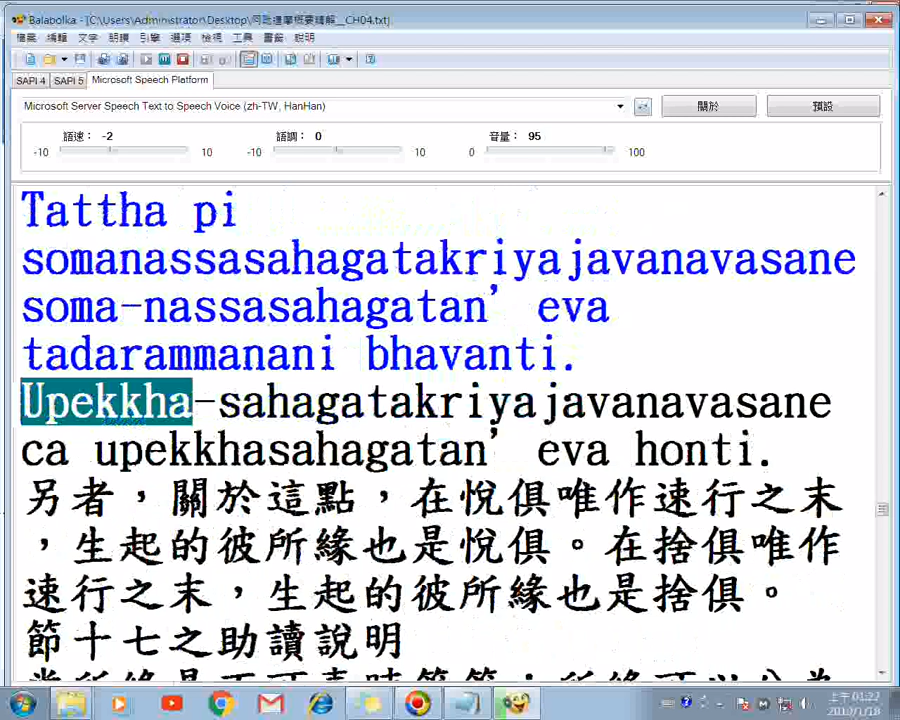 Balabolka - [C:\Users\Administrator\Desktop\阿毗達摩概要精解__CH04.txt]
檔案 編輯 文字 朗讀 引擎 選項 檢視 工具 書籤 說明
SAPI 4 SAPI 5 Microsoft Speech Platform
Microsoft Server Speech Text to Speech Voice (zh-TW, HanHan)
關於
預設
語速： -2
語調： 0
音量： 95
-10 10 -10 10 0 100
Tattha pi
somanassasahagatakriyajavanavasane
soma-nassasahagatan’ eva
tadarammanani bhavanti.
Upekkha-sahagatakriyajavanavasane
ca upekkhasahagatan’ eva honti.
另者，關於這點，在悅俱唯作速行之末
，生起的彼所緣也是悅俱。在捨俱唯作
速行之末，生起的彼所緣也是捨俱。
節十七之助讀說明
上午 01:22
2019/1/18